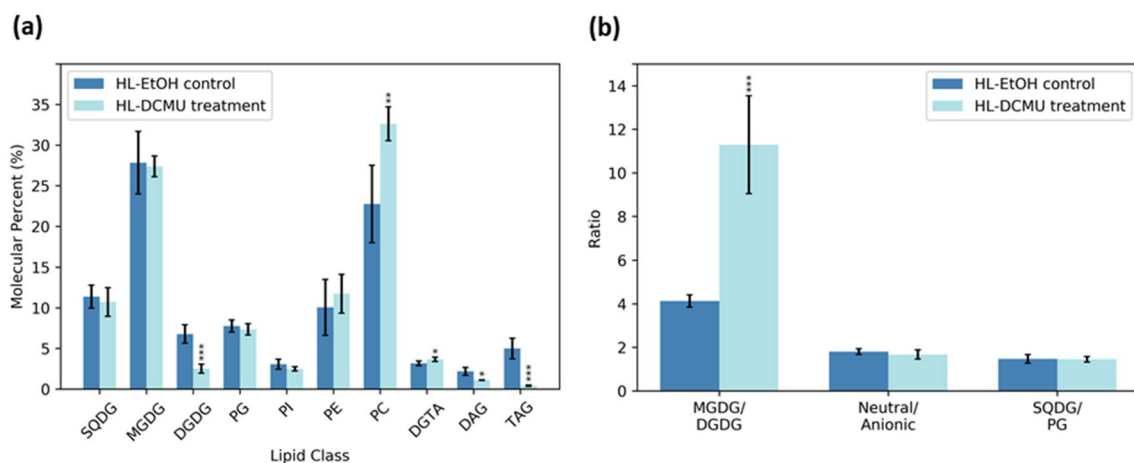 (a)
HL-EtOH control
HL-DCMU treatment
Molecular Percent (%)
35
30
25
20
15
10
5
0
***
**
*
*
***
SQDG
MGDG
DGDG
PG
PI
PE
PC
DGTA
DAG
TAG
Lipid Class
(b)
HL-EtOH control
HL-DCMU treatment
Ratio
14
12
10
8
6
4
2
0
***
MGDG/
DGDG
Neutral/
Anionic
SQDG/
PG